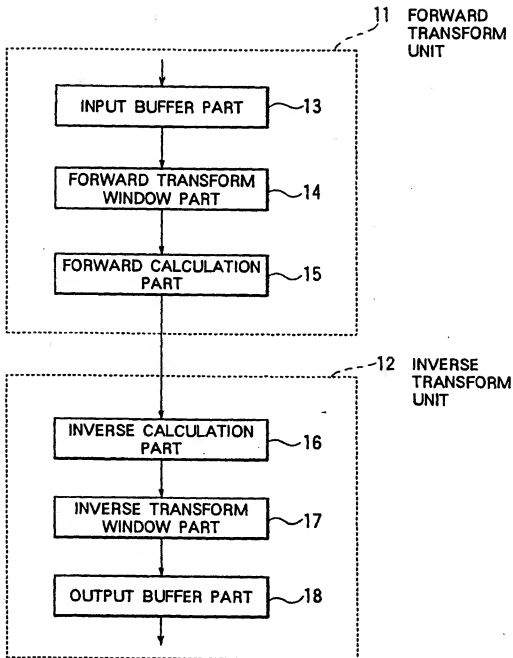 11 FORWARD
TRANSFORM
UNIT
INPUT BUFFER PART
13
FORWARD TRANSFORM
WINDOW PART
14
FORWARD CALCULATION
PART
15
12 INVERSE
TRANSFORM
UNIT
INVERSE CALCULATION
PART
16
INVERSE TRANSFORM
WINDOW PART
17
OUTPUT BUFFER PART
18